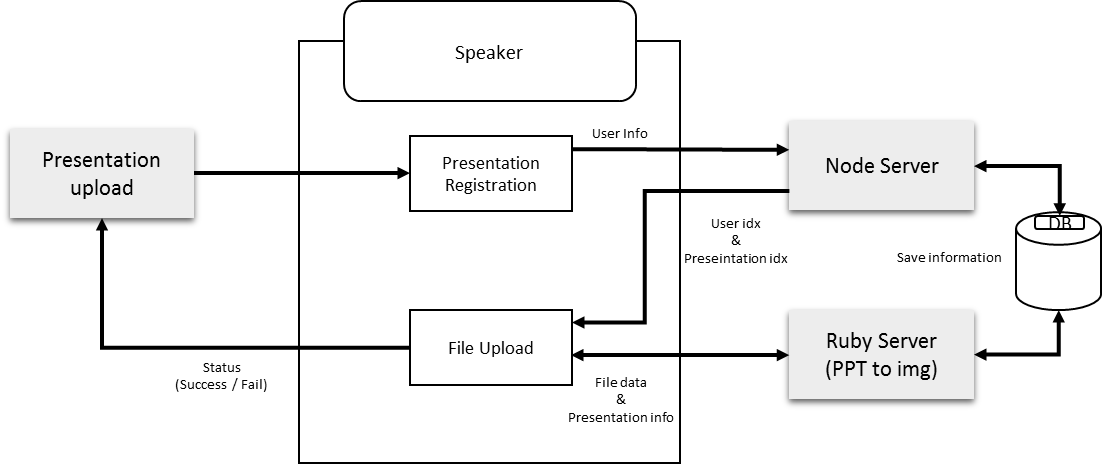 Speaker
Presentation
upload
Presentation
Registration
User Info
Node Server
User idx
&
Preseintation idx
DB
Save information
File Upload
Status
(Success / Fail)
File data
&
Presentation info
Ruby Server
(PPT to img)